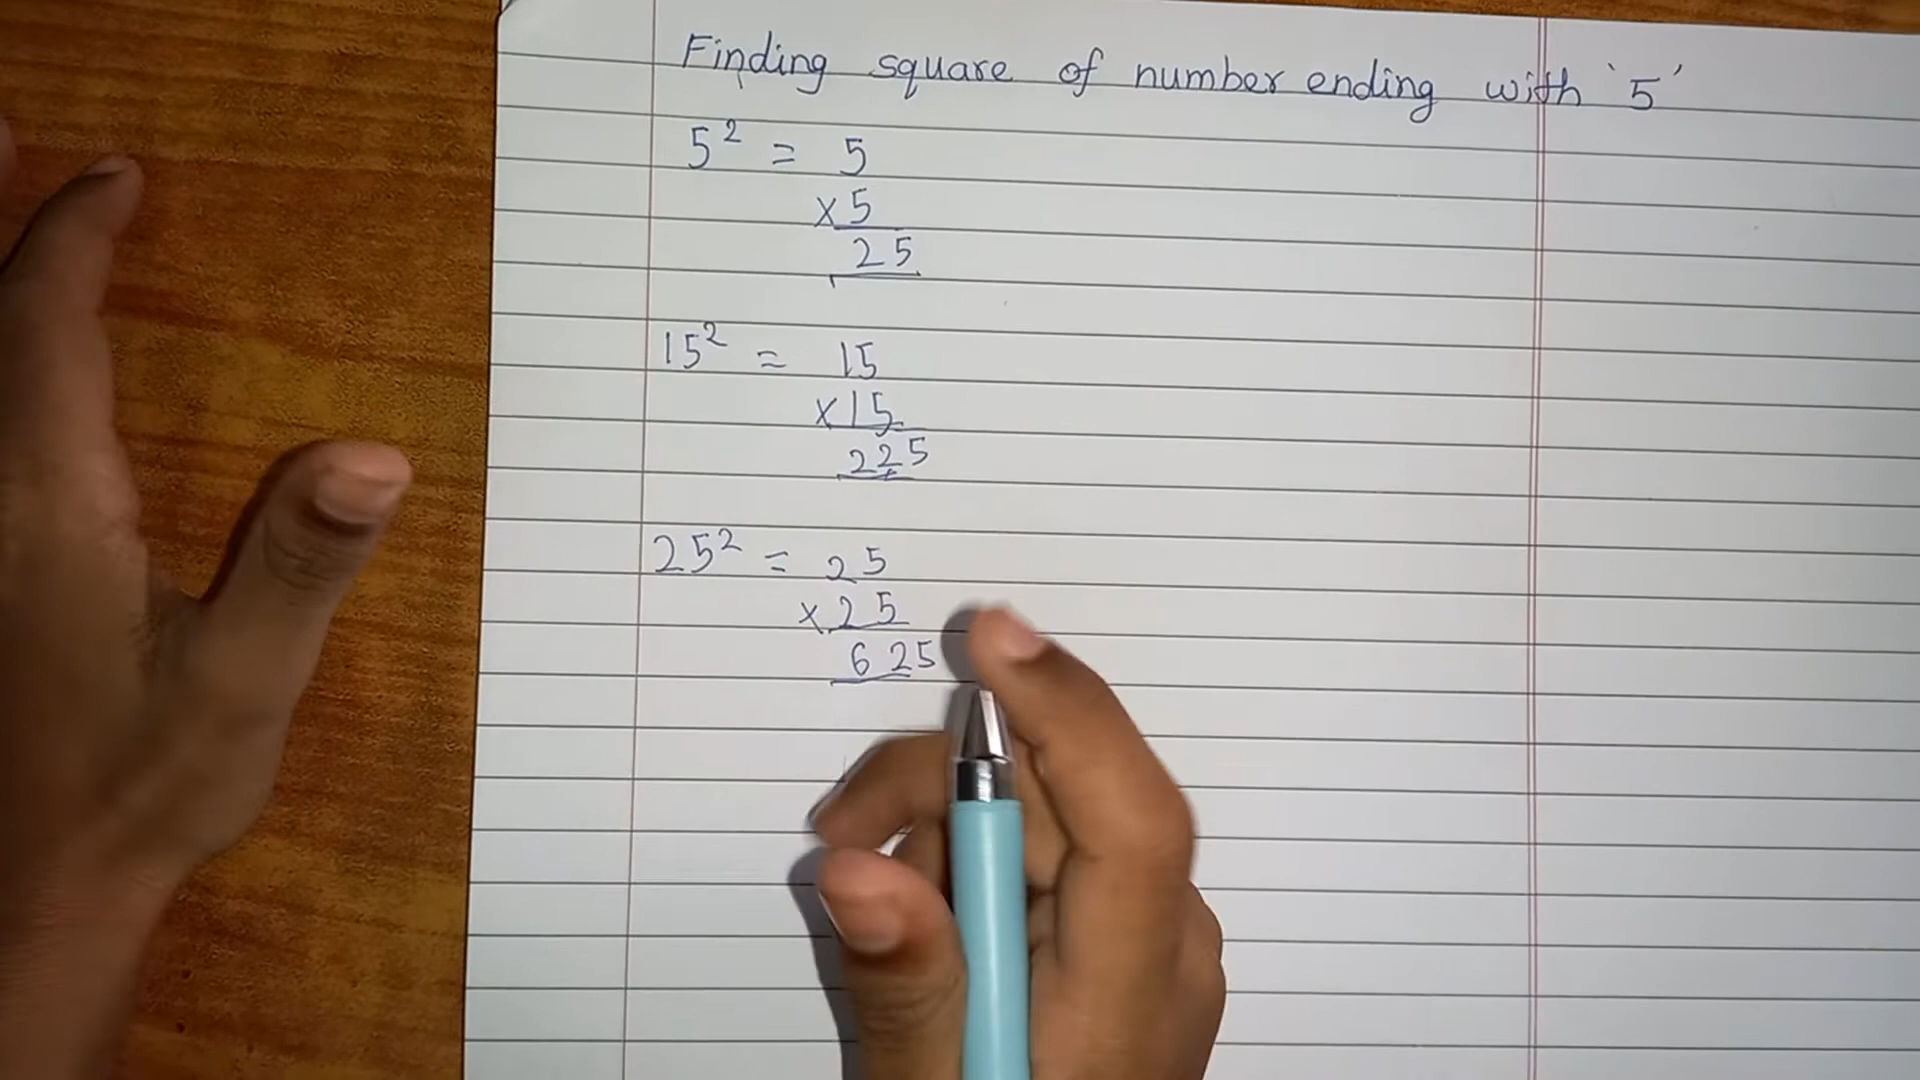 Finding square of number ending with '5'
5² = 5
×5
25
15² = 15
×15
225
25² = 25
×25
625